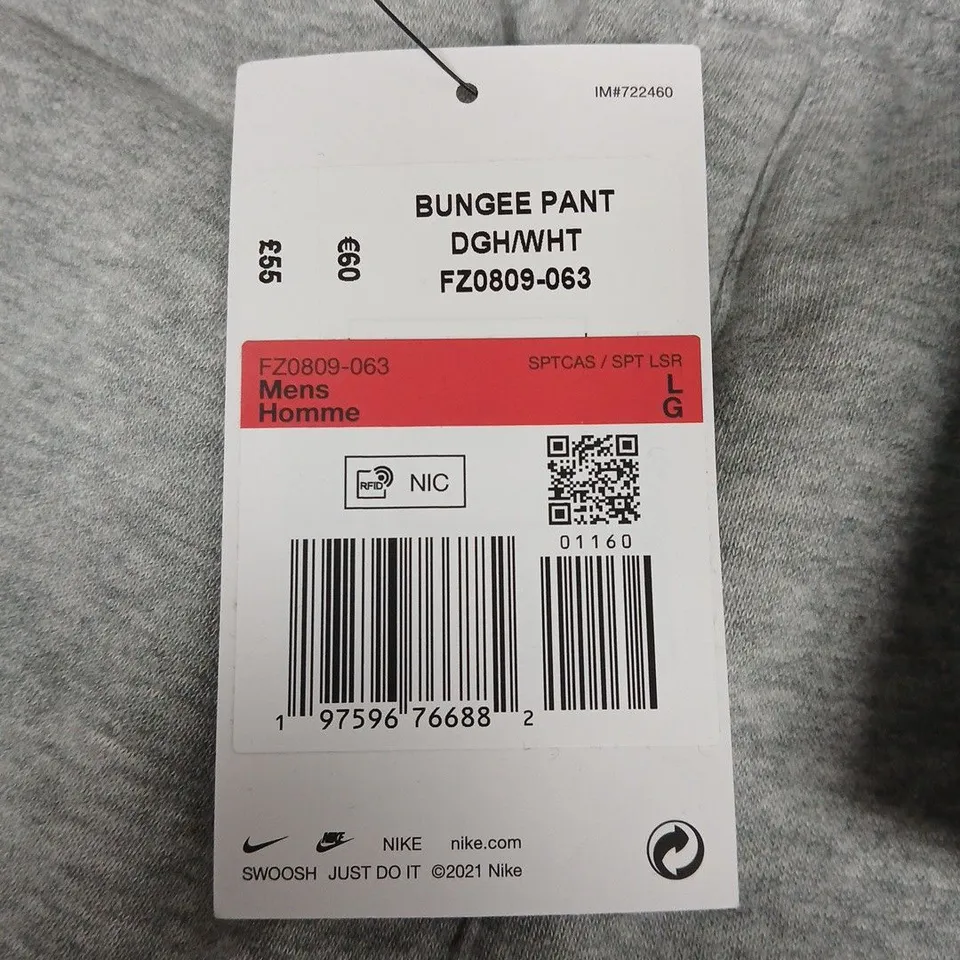 IM#722460
BUNGEE PANT
DGH/WHT
FZ0809-063
£55
€60
FZ0809-063
SPTCAS / SPT LSR
Mens
L
Homme
G
RFID NIC
01160
1 97596 76688 2
NIKE nike.com
SWOOSH JUST DO IT ©2021 Nike